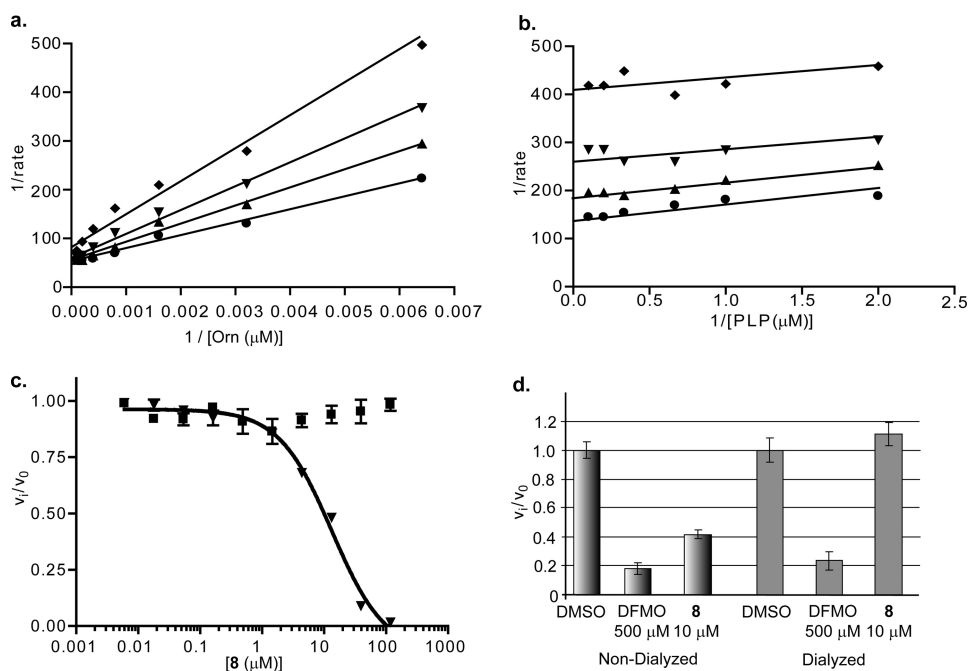 a.
500
400
300
200
100
0
1/rate
0.000 0.001 0.002 0.003 0.004 0.005 0.006 0.007
1 / [Orn (μM)]
b.
500
400
300
200
100
0
1/rate
0.0 0.5 1.0 1.5 2.0 2.5
1/[PLP(μM)]
c.
1.00
0.75
0.50
0.25
0.00
vi/v0
0.001 0.01 0.1 1 10 100 1000
[8 (μM)]
d.
1.2
1.0
0.8
0.6
0.4
0.2
0
vi/v0
DMSO DFMO 8 DMSO DFMO 8
500 μM 10 μM 500 μM 10 μM
Non-Dialyzed Dialyzed